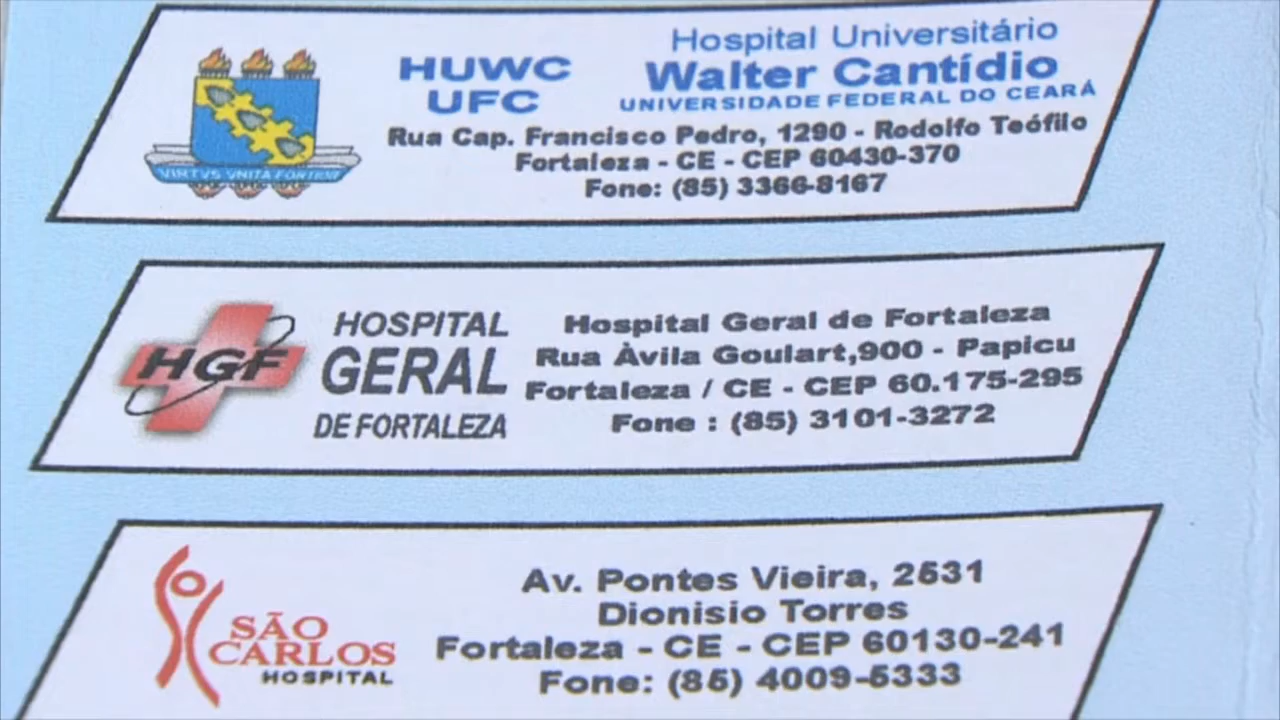 HUWC
UFC
Hospital Universitário
Walter Cantídio
UNIVERSIDADE FEDERAL DO CEARÁ
Rua Cap. Francisco Pedro, 1290 - Rodolfo Teófilo
Fortaleza - CE - CEP 60430-370
Fone: (85) 3366-8167
VIRTVS UNITA FORTIOR
HGF
HOSPITAL
GERAL
DE FORTALEZA
Hospital Geral de Fortaleza
Rua Àvila Goulart,900 - Papicu
Fortaleza / CE - CEP 60.175-295
Fone : (85) 3101-3272
SÃO
CARLOS
HOSPITAL
Av. Pontes Vieira, 2531
Dionisio Torres
Fortaleza - CE - CEP 60130-241
Fone: (85) 4009-5333